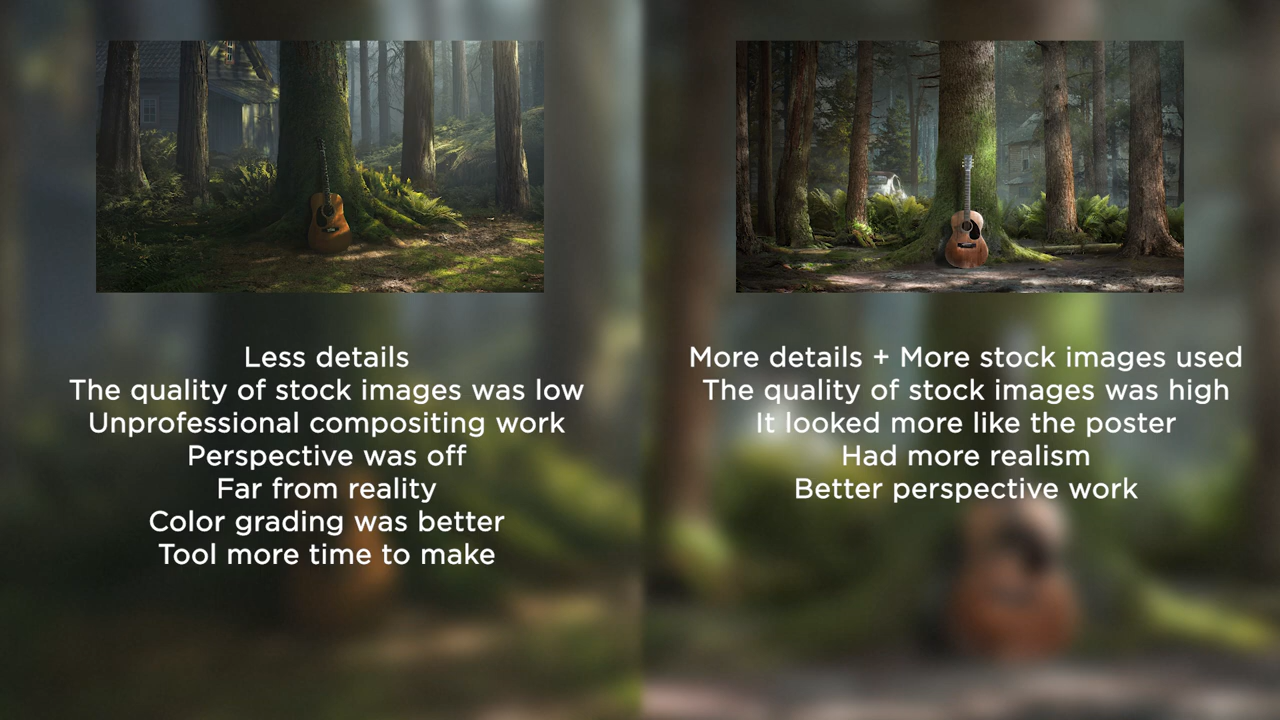 Less details
The quality of stock images was low
Unprofessional compositing work
Perspective was off
Far from reality
Color grading was better
Tool more time to make
More details + More stock images used
The quality of stock images was high
It looked more like the poster
Had more realism
Better perspective work